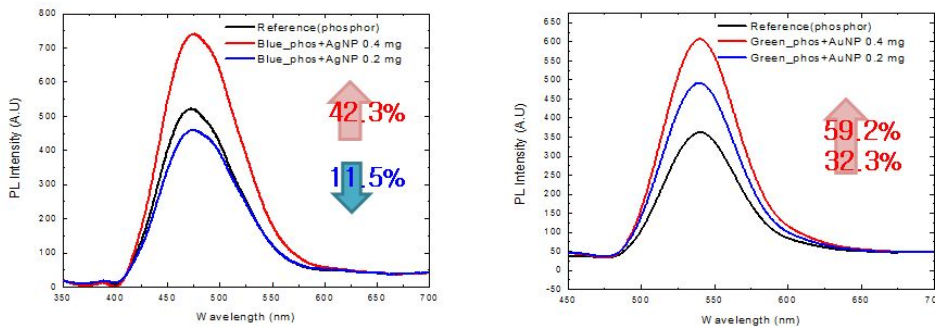 800
700
600
500
400
300
200
100
0
PL Intensity (A.U)
350 400 450 500 550 600 650 700
Wavelength (nm)
Reference(phosphor)
Blue_phos+AgNP 0.4 mg
Blue_phos+AgNP 0.2 mg
42.3%
11.5%
650
600
550
500
450
400
350
300
250
200
150
100
50
0
-50
PL Intensity (A.U)
450 500 550 600 650 700
Wavelength (nm)
Reference(phosphor)
Green_phos+AuNP 0.4 mg
Green_phos+AuNP 0.2 mg
59.2%
32.3%